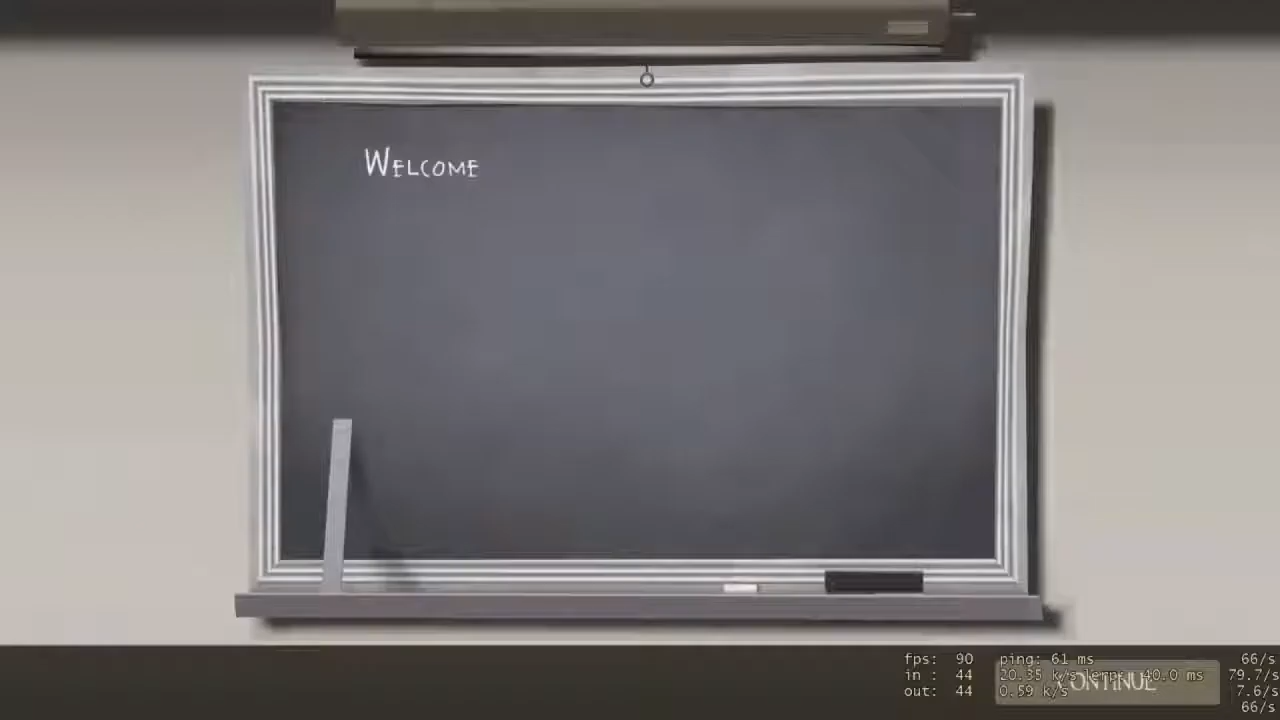 WELCOME
fps: 90 ping: 61 ms 66/s
in : 44 20.35 k/s lerp: 40.0 ms 79.7/s
out: 44 0.59 k/s 7.6/s
66/s
CONTINUE